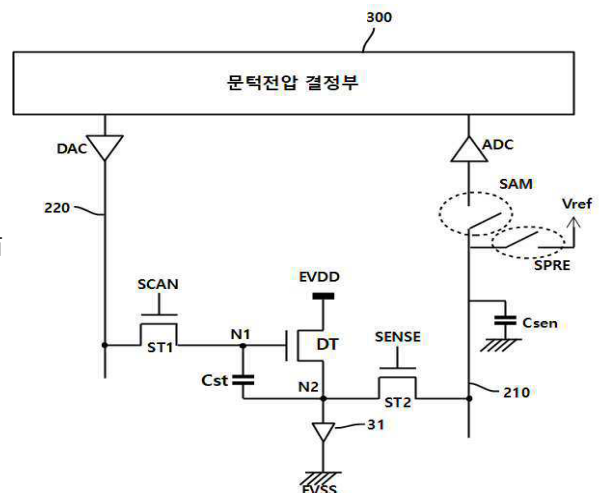 300
문턱전압 결정부
DAC
ADC
SAM
220
Vref
SPRE
SCAN
EVDD
Csen
N1
DT
SENSE
ST1
Cst
N2
ST2
210
31
EVSS